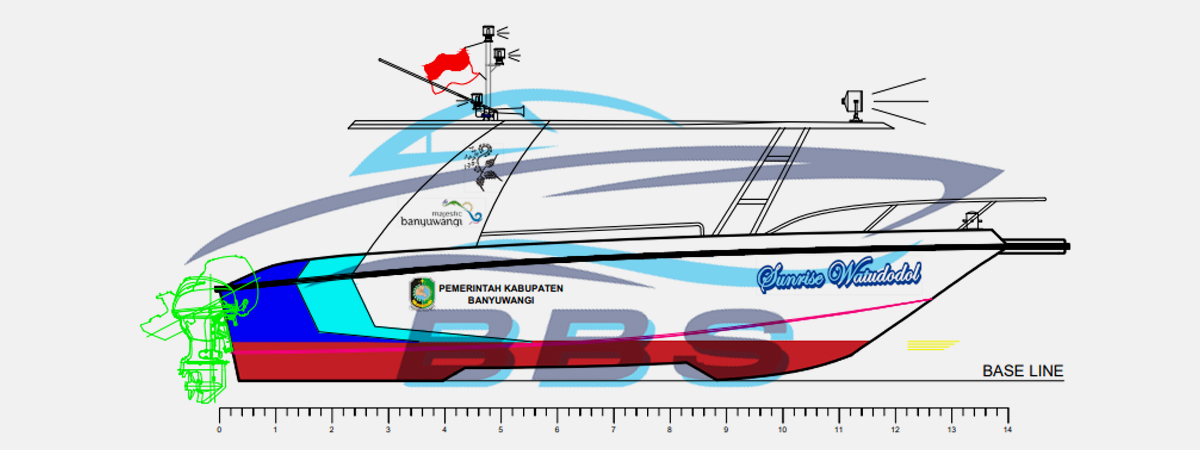 majestic
banyuwangi
Sunrise Watudodol
PEMERINTAH KABUPATEN
BANYUWANGI
BBS
BASE LINE
0 1 2 3 4 5 6 7 8 9 10 11 12 13 14